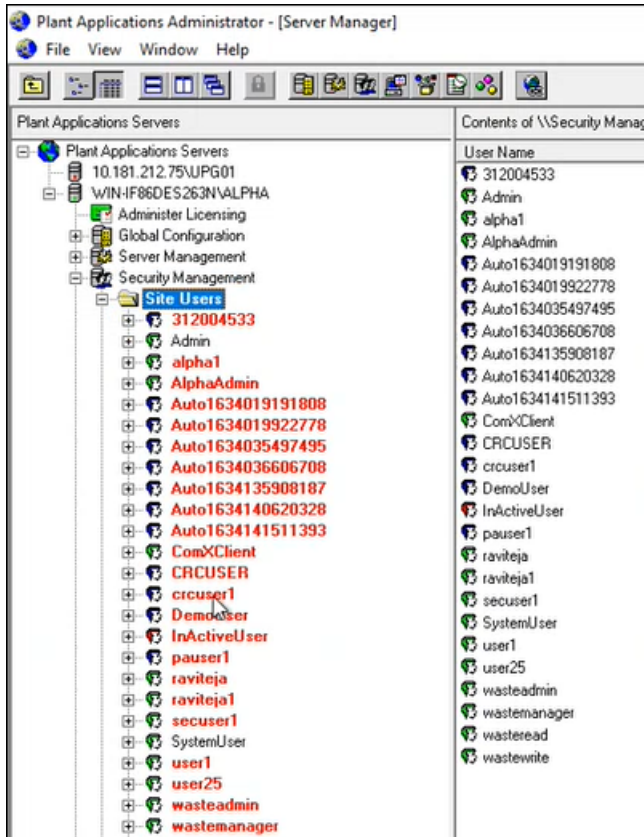 Plant Applications Administrator - [Server Manager]
File View Window Help
Plant Applications Servers
Plant Applications Servers
10.181.212.75\UPG01
WIN-IF86DES263N\ALPHA
Administer Licensing
Global Configuration
Server Management
Security Management
Site Users
312004533
Admin
alpha1
AlphaAdmin
Auto1634019191808
Auto1634019922778
Auto1634035497495
Auto1634036606708
Auto1634135908187
Auto1634140620328
Auto1634141511393
ComXClient
CRCUSER
crcuser1
DemoUser
InActiveUser
pauser1
raviteja
raviteja1
secuser1
SystemUser
user1
user25
wasteadmin
wastemanager
Contents of \\Security Manag
User Name
312004533
Admin
alpha1
AlphaAdmin
Auto1634019191808
Auto1634019922778
Auto1634035497495
Auto1634036606708
Auto1634135908187
Auto1634140620328
Auto1634141511393
ComXClient
CRCUSER
crcuser1
DemoUser
InActiveUser
pauser1
raviteja
raviteja1
secuser1
SystemUser
user1
user25
wasteadmin
wastemanager
wasteread
wastewrite